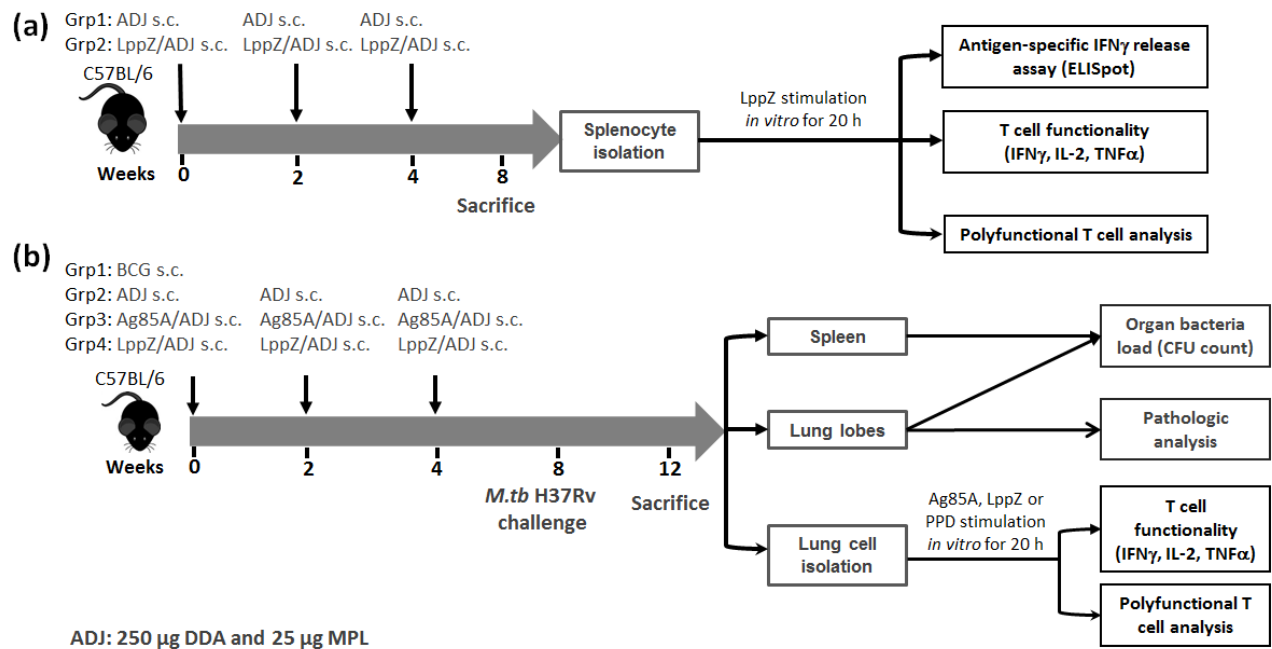 (a)
Grp1: ADJ s.c. ADJ s.c. ADJ s.c.
Grp2: LppZ/ADJ s.c. LppZ/ADJ s.c. LppZ/ADJ s.c.
C57BL/6
Weeks
0 2 4 8
Sacrifice
Splenocyte
isolation
LppZ stimulation
in vitro for 20 h
Antigen-specific IFNγ release
assay (ELISpot)
T cell functionality
(IFNγ, IL-2, TNFα)
Polyfunctional T cell analysis
(b)
Grp1: BCG s.c.
Grp2: ADJ s.c. ADJ s.c. ADJ s.c.
Grp3: Ag85A/ADJ s.c. Ag85A/ADJ s.c. Ag85A/ADJ s.c.
Grp4: LppZ/ADJ s.c. LppZ/ADJ s.c. LppZ/ADJ s.c.
C57BL/6
Weeks
0 2 4 8 12
M.tb H37Rv
challenge
Sacrifice
Spleen
Lung lobes
Lung cell
isolation
Organ bacteria
load (CFU count)
Pathologic
analysis
Ag85A, LppZ or
PPD stimulation
in vitro for 20 h
T cell
functionality
(IFNγ, IL-2, TNFα)
Polyfunctional T
cell analysis
ADJ: 250 μg DDA and 25 μg MPL